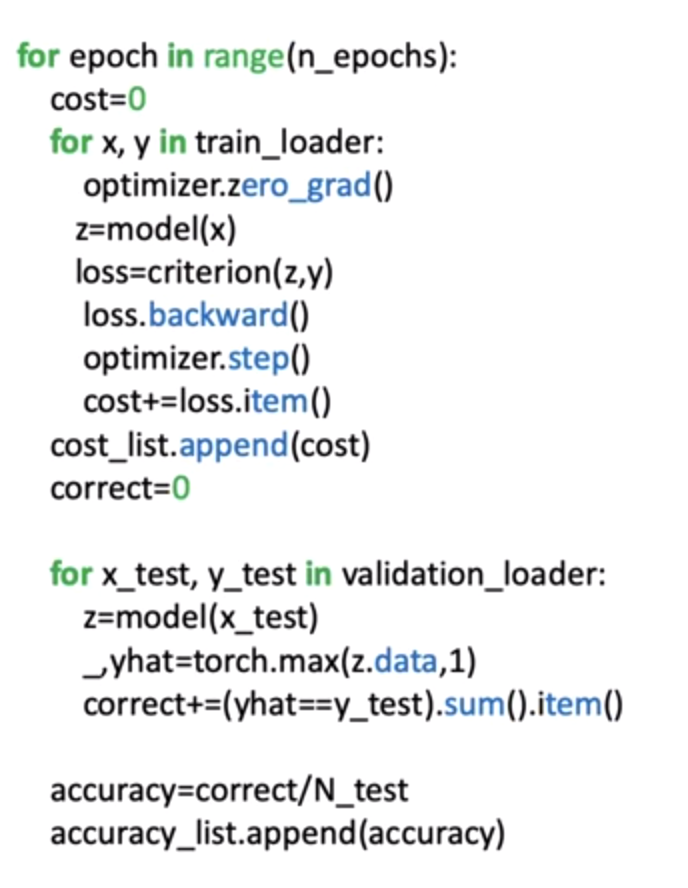 for epoch in range(n_epochs):
cost=0
for x, y in train_loader:
optimizer.zero_grad()
z=model(x)
loss=criterion(z,y)
loss.backward()
optimizer.step()
cost+=loss.item()
cost_list.append(cost)
correct=0
for x_test, y_test in validation_loader:
z=model(x_test)
_,yhat=torch.max(z.data,1)
correct+=(yhat==y_test).sum().item()
accuracy=correct/N_test
accuracy_list.append(accuracy)